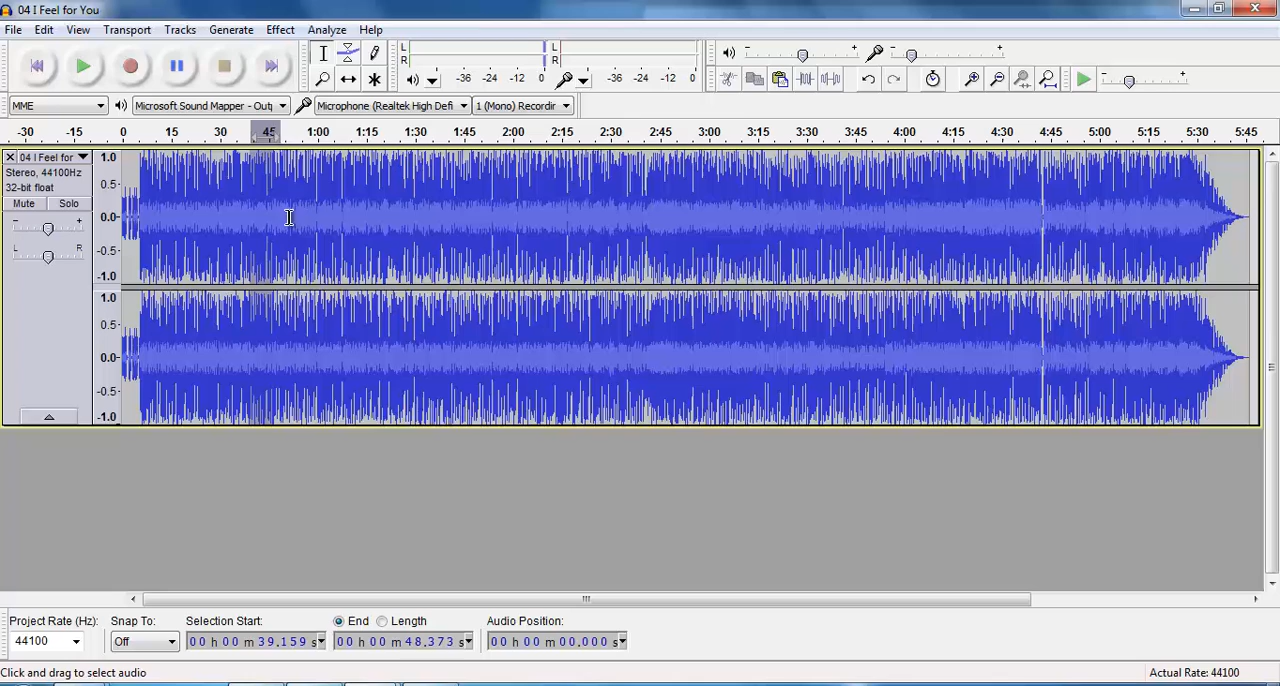 04 I Feel for You
File Edit View Transport Tracks Generate Effect Analyze Help
L L
R R
-36 -24 -12 0 -36 -24 -12 0
MME Microsoft Sound Mapper - Outp Microphone (Realtek High Defi 1 (Mono) Recordir
-30 -15 0 15 30 45 1:00 1:15 1:30 1:45 2:00 2:15 2:30 2:45 3:00 3:15 3:30 3:45 4:00 4:15 4:30 4:45 5:00 5:15 5:30 5:45
04 I Feel for
Stereo, 44100Hz
32-bit float
Mute Solo
- +
L R
1.0
0.5
0.0
-0.5
-1.0
1.0
0.5
0.0
-0.5
-1.0
Project Rate (Hz): Snap To: Selection Start: End Length Audio Position:
44100 Off 00 h 00 m 39.159 s 00 h 00 m 48.373 s 00 h 00 m 00.000 s
Click and drag to select audio Actual Rate: 44100